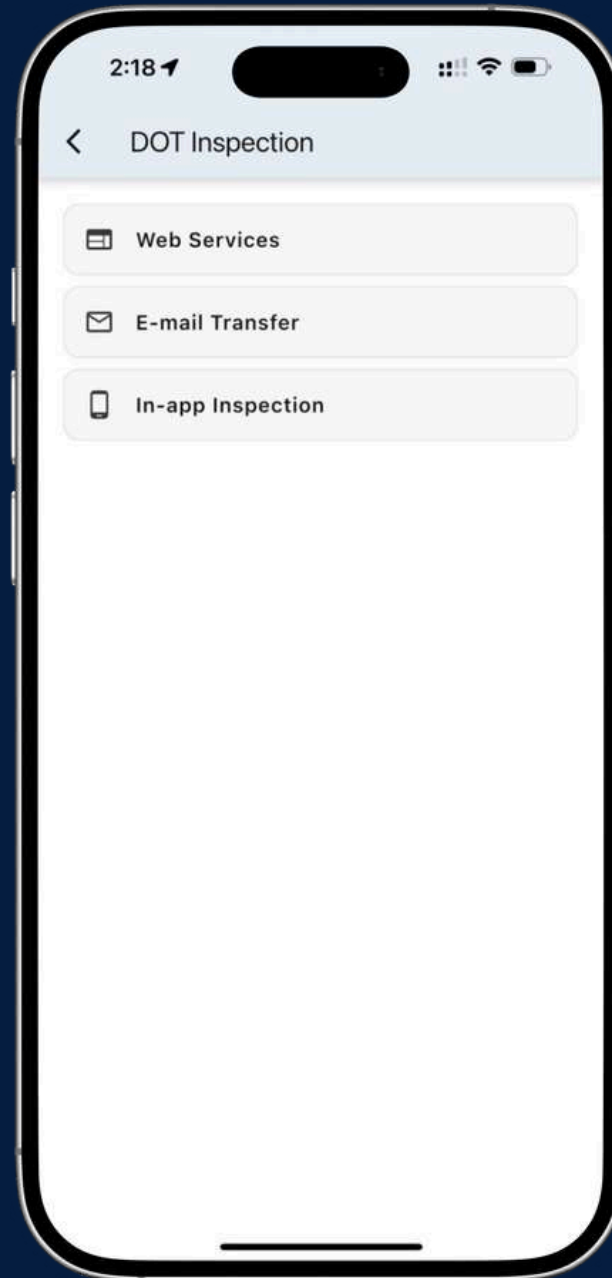 2:18
DOT Inspection
Web Services
E-mail Transfer
In-app Inspection